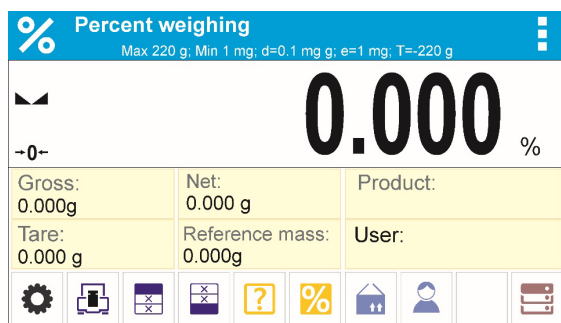 % Percent weighing
Max 220 g; Min 1 mg; d=0.1 mg g; e=1 mg; T=-220 g
0.000 %
→0←
Gross:
0.000g
Net:
0.000 g
Product:
Tare:
0.000 g
Reference mass:
0.000g
User:
? %